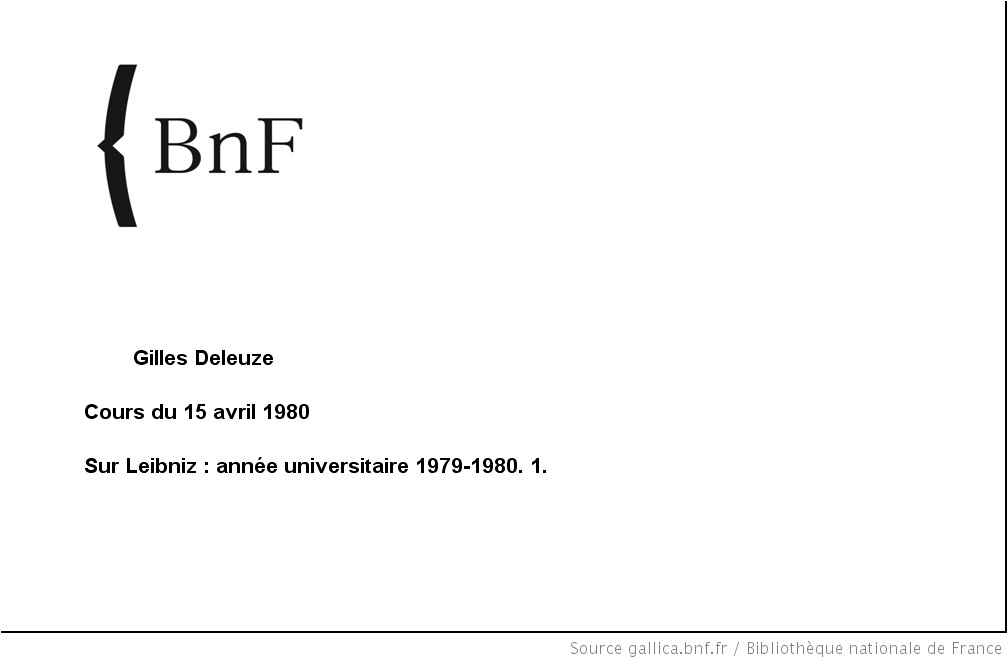 BnF
Gilles Deleuze
Cours du 15 avril 1980
Sur Leibniz : année universitaire 1979-1980. 1.
Source gallica.bnf.fr / Bibliothèque nationale de France